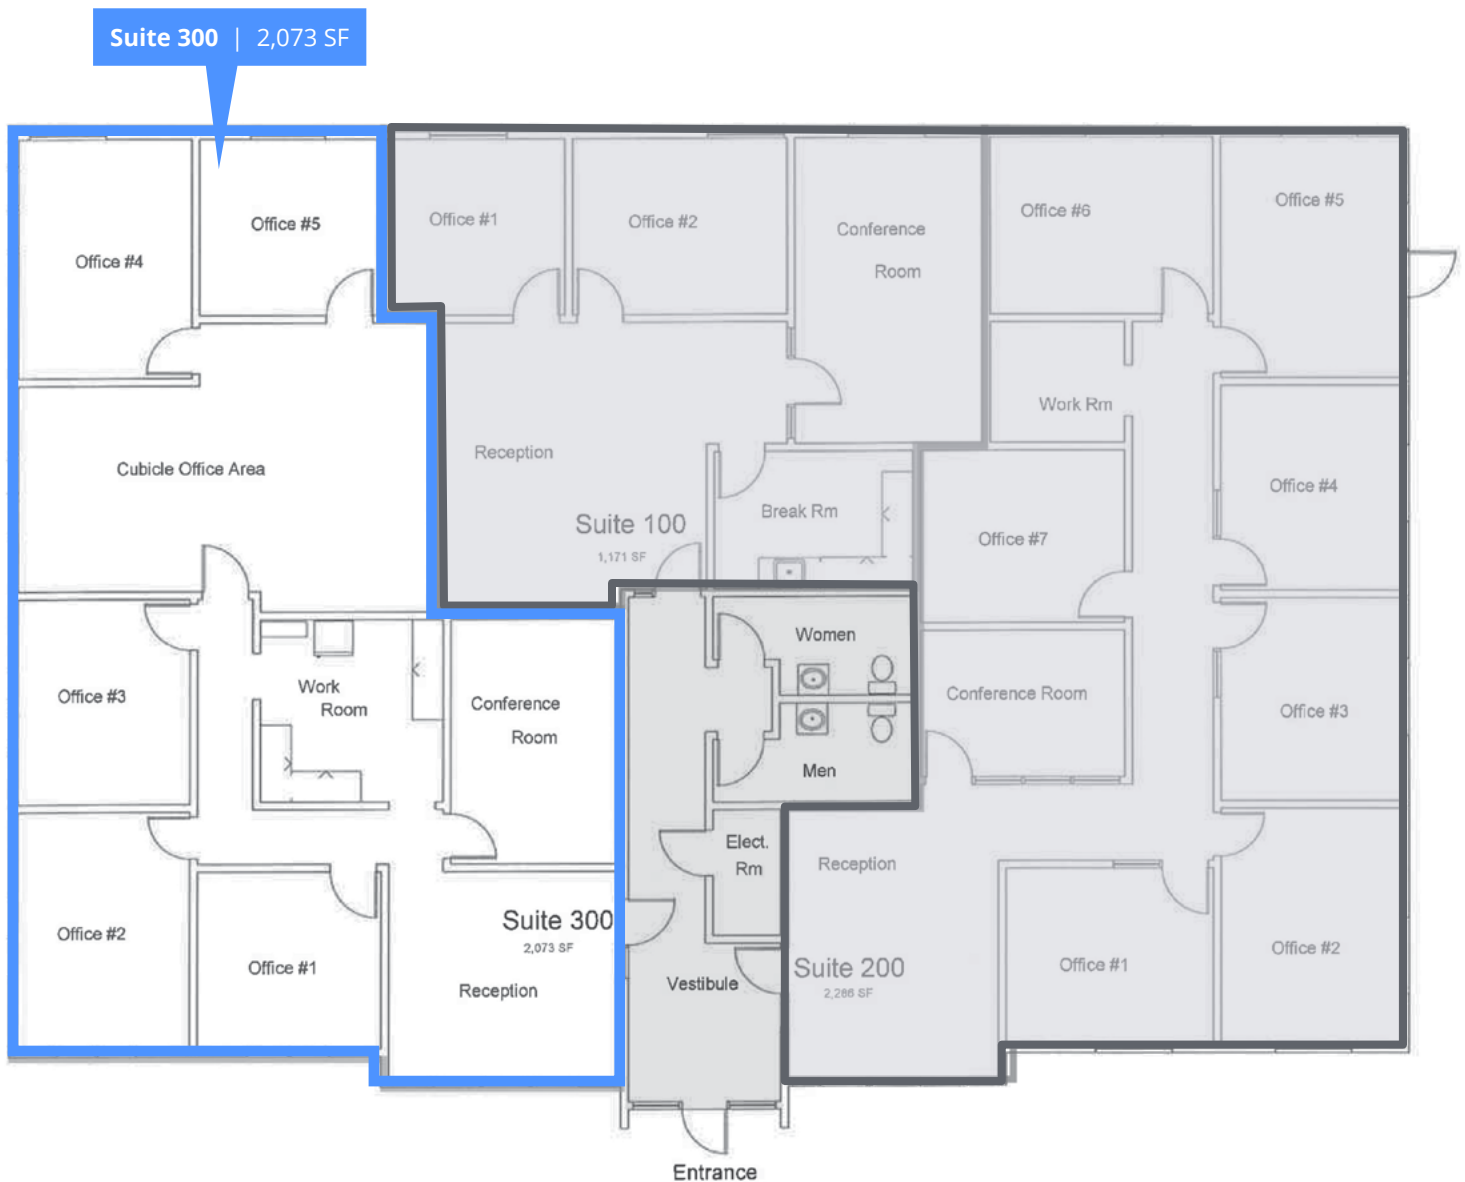 Suite 300 | 2,073 SF
Office #4
Office #5
Cubicle Office Area
Office #3
Work
Room
Conference
Room
Office #2
Office #1
Suite 300
2,073 SF
Reception
Office #1
Office #2
Conference
Room
Reception
Suite 100
1,171 SF
Break Rm
Women
Men
Elect.
Rm
Vestibule
Entrance
Office #6
Office #5
Work Rm
Office #4
Office #7
Conference Room
Office #3
Reception
Suite 200
2,286 SF
Office #1
Office #2